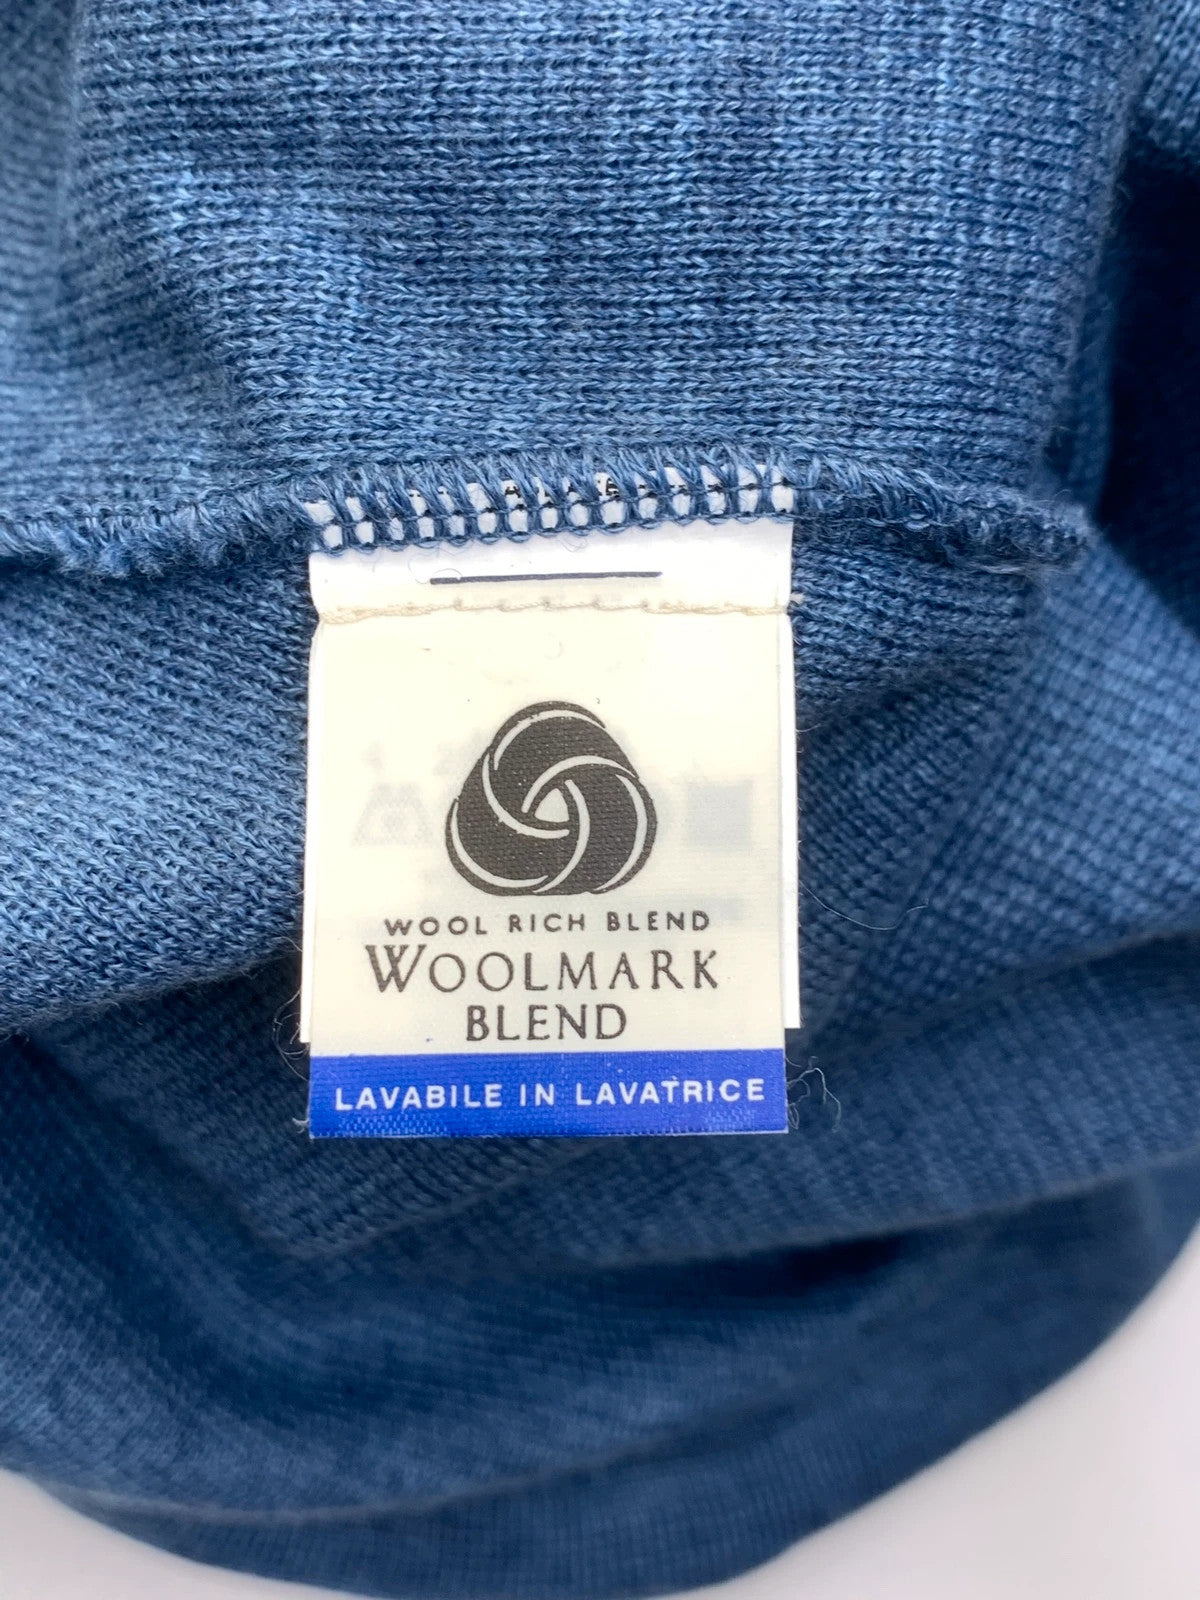 WOOL RICH BLEND
WOOLMARK
BLEND
LAVABILE IN LAVATRICE